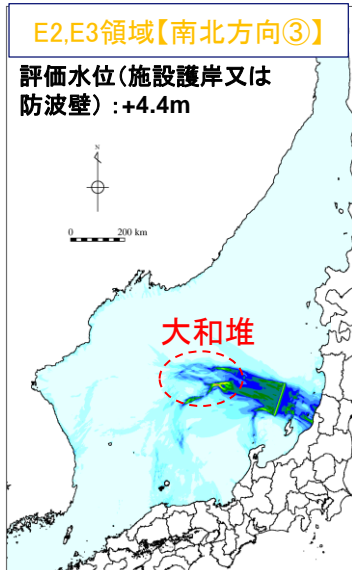 E2,E3領域【南北方向③】
評価水位(施設護岸又は
防波壁)：+4.4m
N
0 200 km
大和堆